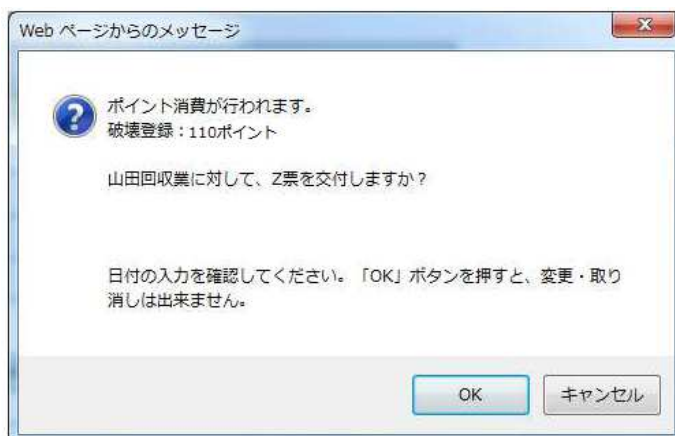 Web ページからのメッセージ
ポイント消費が行われます。
破壊登録：110ポイント
山田回収業に対して、Z票を交付しますか？
日付の入力を確認してください。「OK」ボタンを押すと、変更・取り
消しは出来ません。
OK
キャンセル